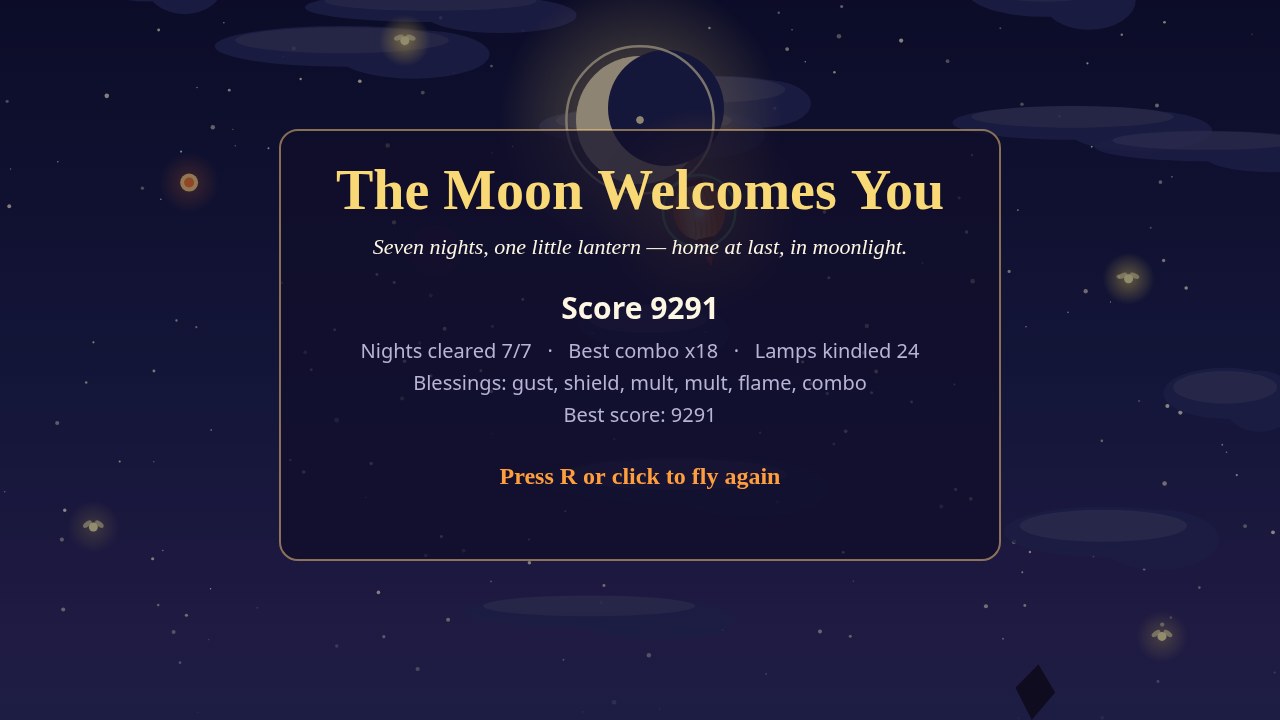 The Moon Welcomes You
Seven nights, one little lantern — home at last, in moonlight.
Score 9291
Nights cleared 7/7 · Best combo x18 · Lamps kindled 24
Blessings: gust, shield, mult, mult, flame, combo
Best score: 9291
Press R or click to fly again